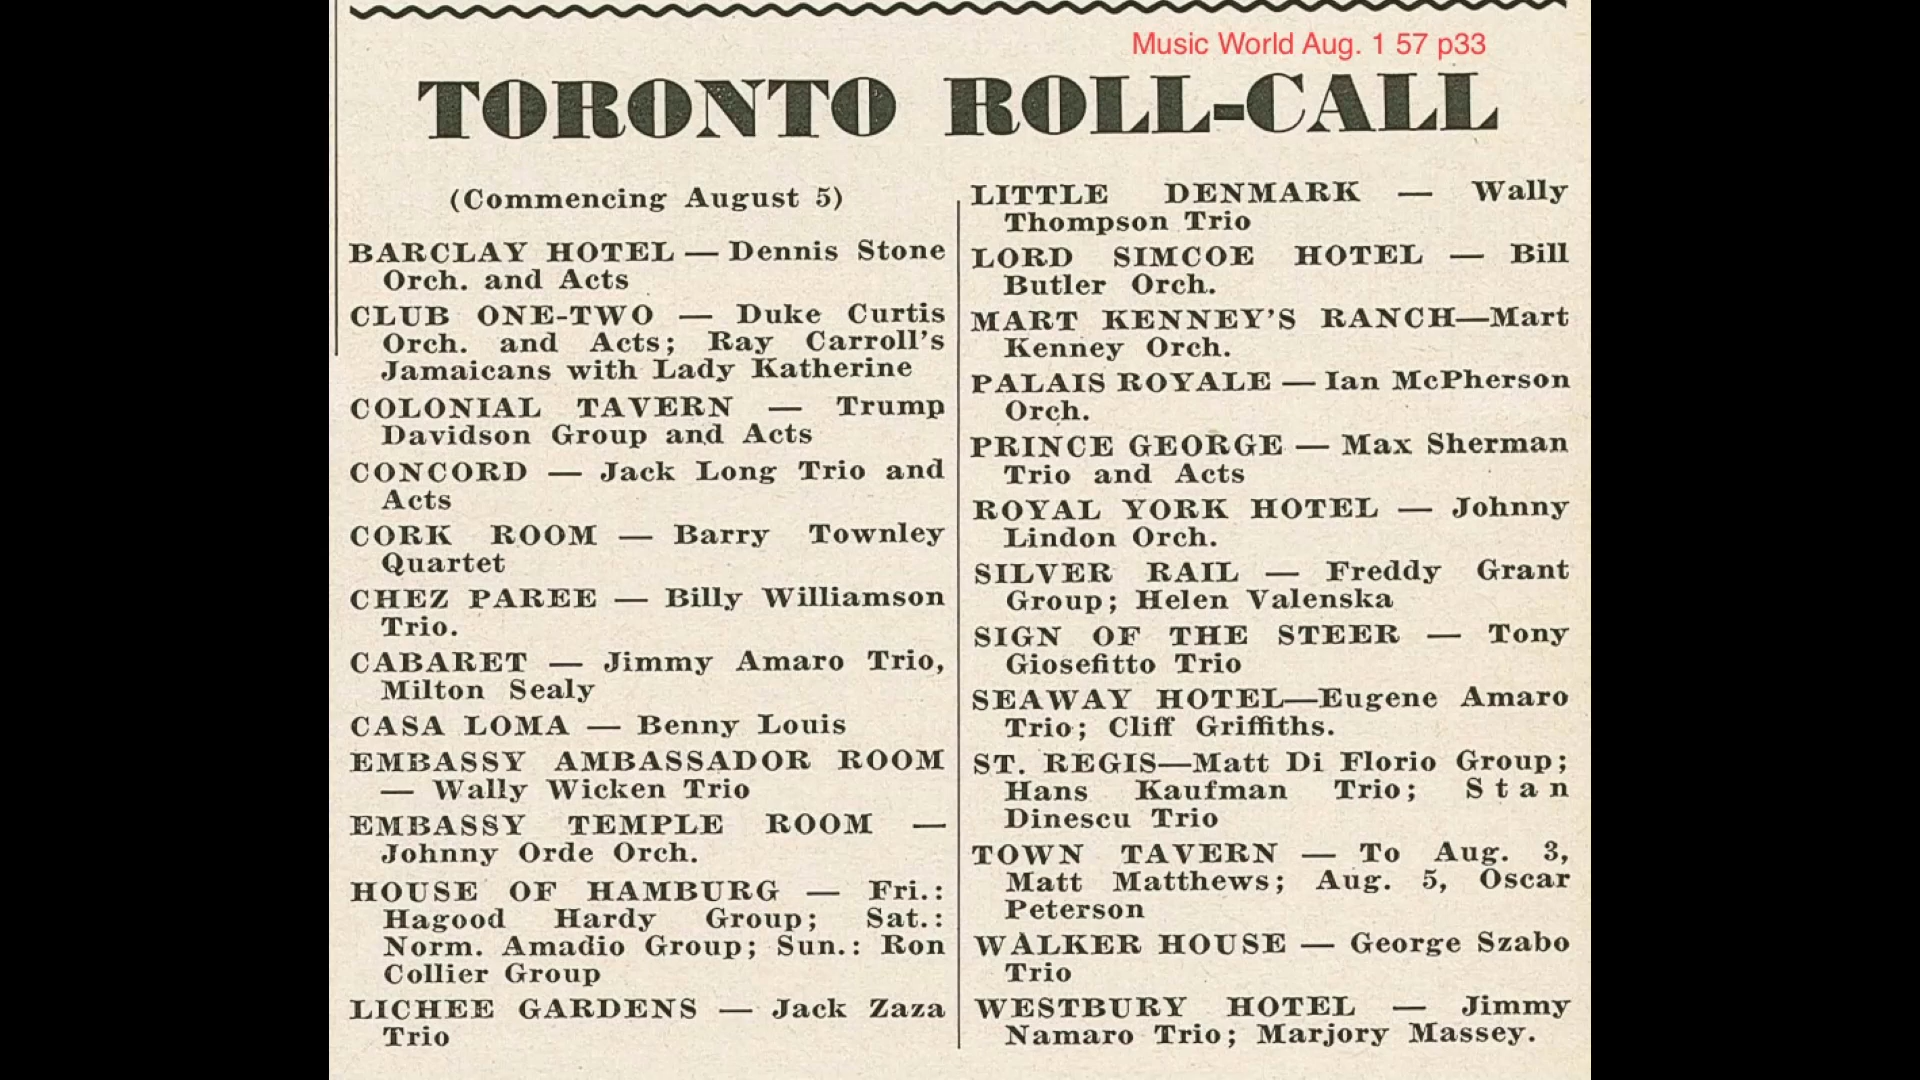 Music World Aug. 1 57 p33
TORONTO ROLL-CALL
(Commencing August 5)
BARCLAY HOTEL — Dennis Stone
Orch. and Acts
CLUB ONE-TWO — Duke Curtis
Orch. and Acts; Ray Carroll's
Jamaicans with Lady Katherine
COLONIAL TAVERN — Trump
Davidson Group and Acts
CONCORD — Jack Long Trio and
Acts
CORK ROOM — Barry Townley
Quartet
CHEZ PAREE — Billy Williamson
Trio.
CABARET — Jimmy Amaro Trio,
Milton Sealy
CASA LOMA — Benny Louis
EMBASSY AMBASSADOR ROOM
— Wally Wicken Trio
EMBASSY TEMPLE ROOM —
Johnny Orde Orch.
HOUSE OF HAMBURG — Fri.:
Hagood Hardy Group; Sat.:
Norm. Amadio Group; Sun.: Ron
Collier Group
LICHEE GARDENS — Jack Zaza
Trio
LITTLE DENMARK — Wally
Thompson Trio
LORD SIMCOE HOTEL — Bill
Butler Orch.
MART KENNEY'S RANCH—Mart
Kenney Orch.
PALAIS ROYALE — Ian McPherson
Orch.
PRINCE GEORGE — Max Sherman
Trio and Acts
ROYAL YORK HOTEL — Johnny
Lindon Orch.
SILVER RAIL — Freddy Grant
Group; Helen Valenska
SIGN OF THE STEER — Tony
Giosefitto Trio
SEAWAY HOTEL—Eugene Amaro
Trio; Cliff Griffiths.
ST. REGIS—Matt Di Florio Group;
Hans Kaufman Trio; Stan
Dinescu Trio
TOWN TAVERN — To Aug. 3,
Matt Matthews; Aug. 5, Oscar
Peterson
WALKER HOUSE — George Szabo
Trio
WESTBURY HOTEL — Jimmy
Namaro Trio; Marjory Massey.